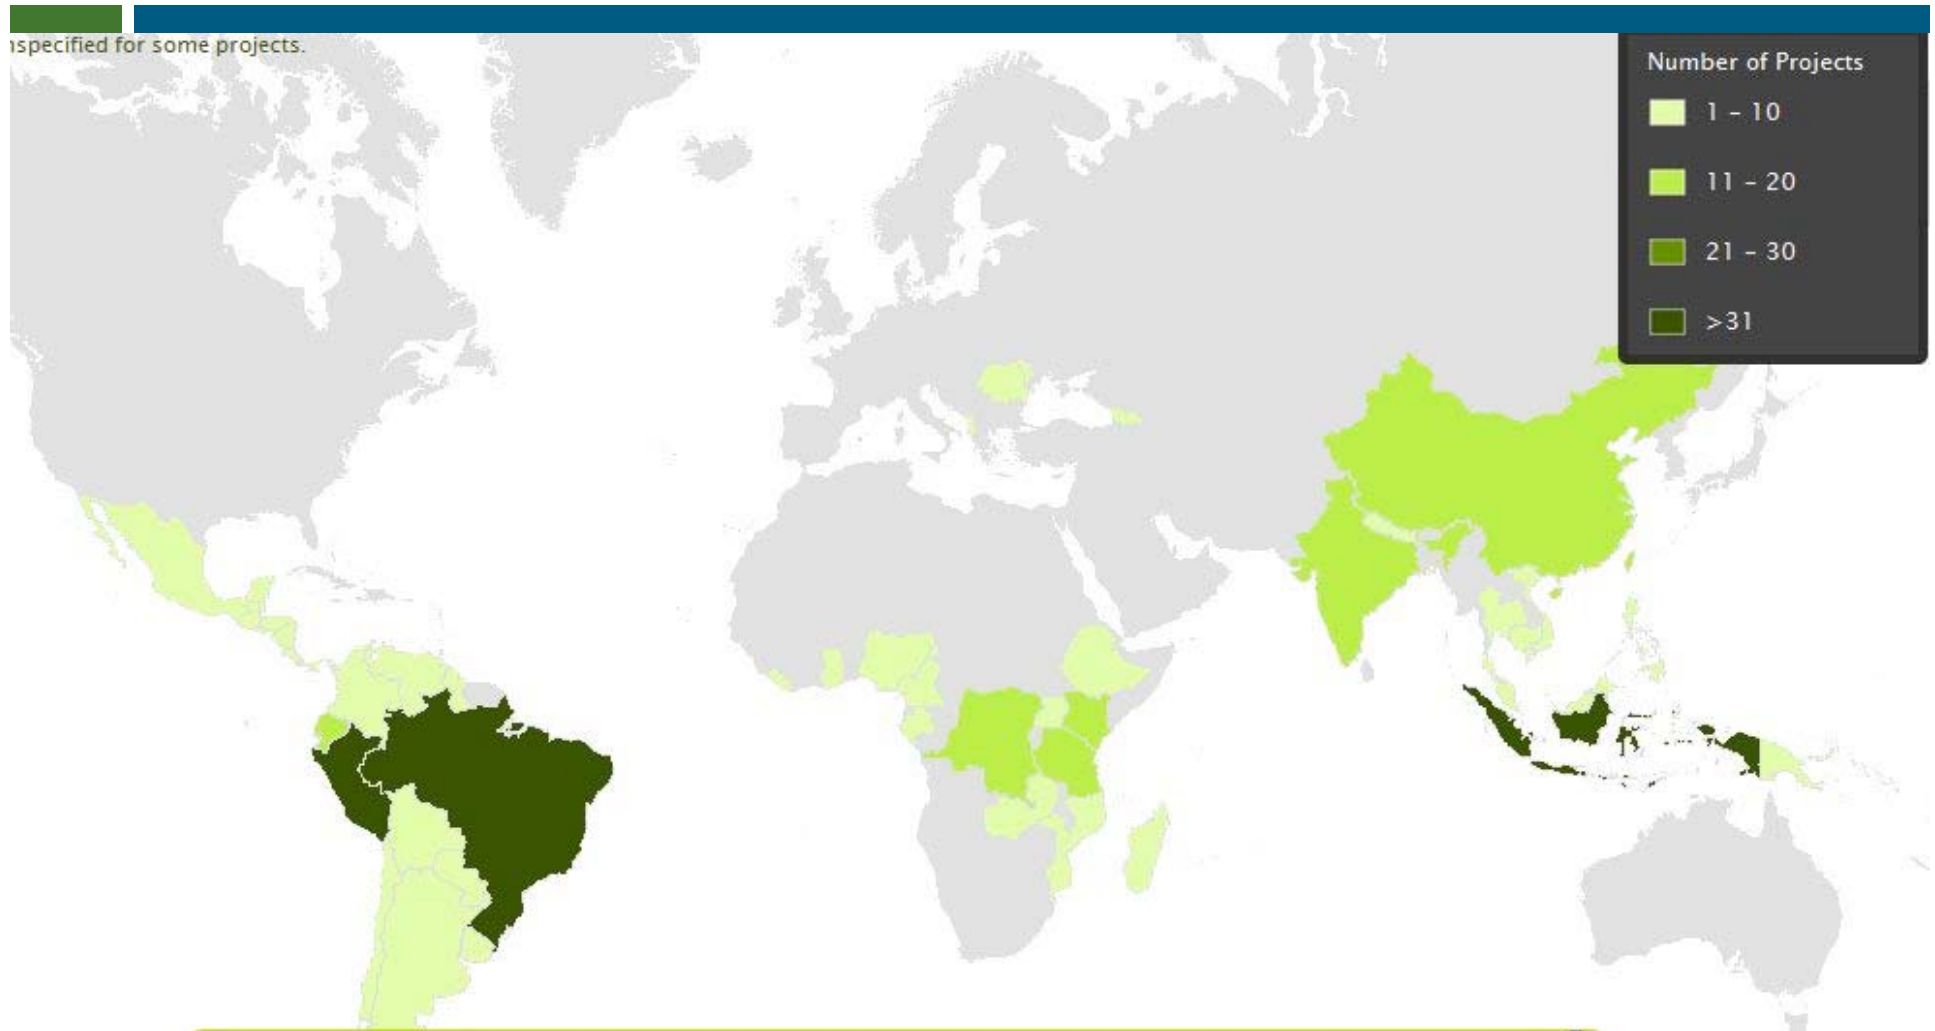 specified for some projects.
Number of Projects
1 – 10
11 – 20
21 – 30
>31